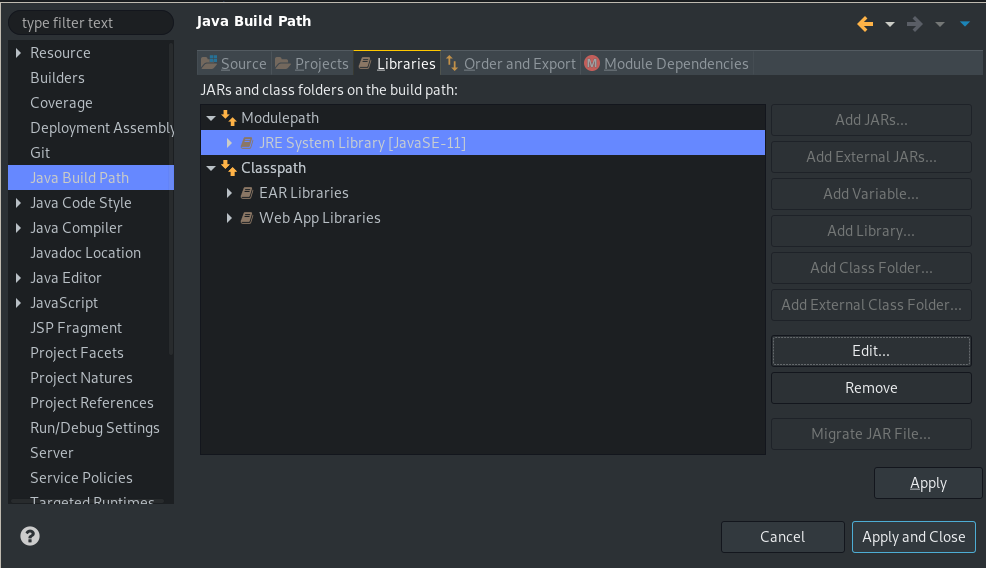 type filter text
Resource
Builders
Coverage
Deployment Assembly
Git
Java Build Path
Java Code Style
Java Compiler
Javadoc Location
Java Editor
JavaScript
JSP Fragment
Project Facets
Project Natures
Project References
Run/Debug Settings
Server
Service Policies
Targeted Runtimes
Java Build Path
Source Projects Libraries Order and Export M Module Dependencies
JARs and class folders on the build path:
Modulepath
JRE System Library [JavaSE-11]
Classpath
EAR Libraries
Web App Libraries
Add JARs...
Add External JARs...
Add Variable...
Add Library...
Add Class Folder...
Add External Class Folder...
Edit...
Remove
Migrate JAR File...
Apply
?
Cancel Apply and Close